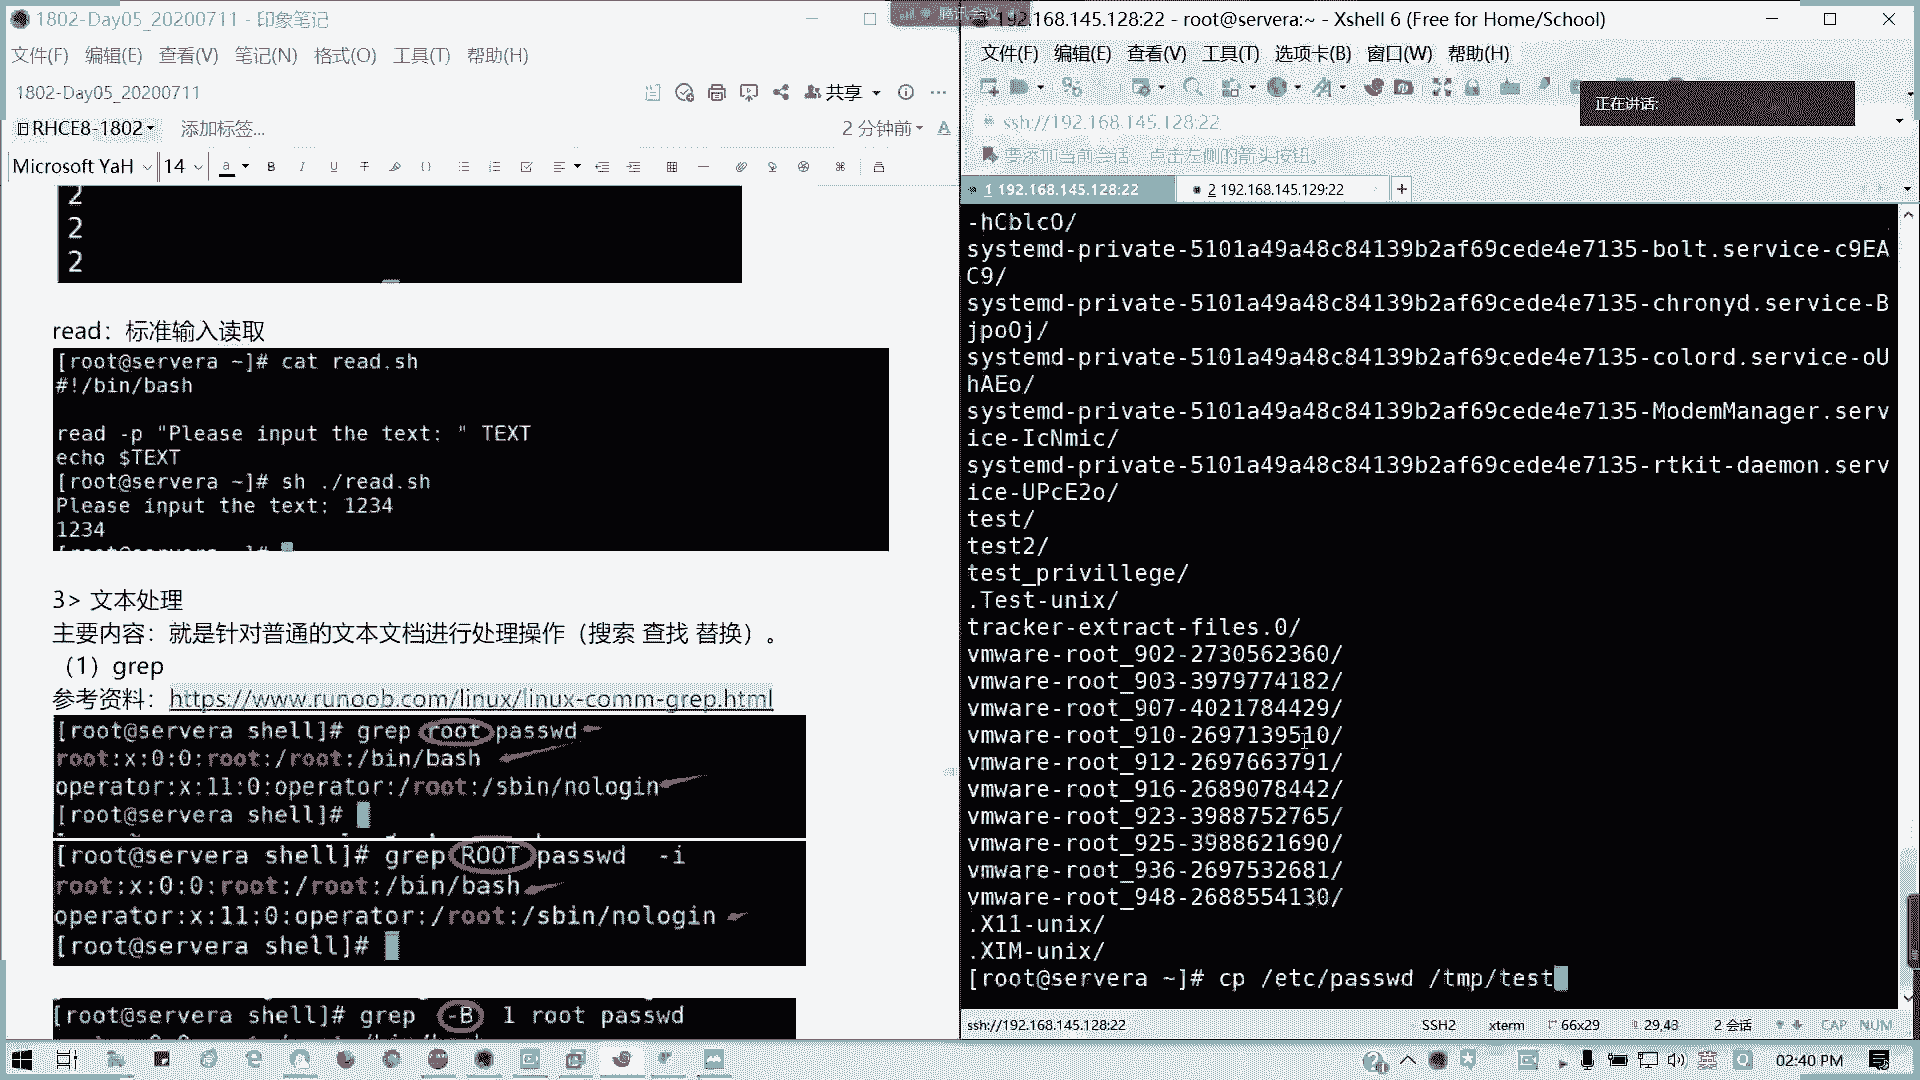 1802-Day05_20200711 - 印象笔记
文件(F) 编辑(E) 查看(V) 笔记(N) 格式(O) 工具(T) 帮助(H)
1802-Day05_20200711
共享
RHCE8-1802
添加标签...
2 分钟前
Microsoft YaH 14
2
2
2
read：标准输入读取
[root@servera ~]# cat read.sh
#!/bin/bash
read -p "Please input the text: " TEXT
echo $TEXT
[root@servera ~]# sh ./read.sh
Please input the text: 1234
1234
3> 文本处理
主要内容：就是针对普通的文本文档进行处理操作（搜索 查找 替换）。
（1）grep
参考资料：https://www.runoob.com/linux/linux-comm-grep.html
[root@servera shell]# grep root passwd
root:x:0:0:root:/root:/bin/bash
operator:x:11:0:operator:/root:/sbin/nologin
[root@servera shell]#
[root@servera shell]# grep ROOT passwd -i
root:x:0:0:root:/root:/bin/bash
operator:x:11:0:operator:/root:/sbin/nologin
[root@servera shell]#
[root@servera shell]# grep -B 1 root passwd
腾讯会议
192.168.145.128:22 - root@servera:~ - Xshell 6 (Free for Home/School)
文件(F) 编辑(E) 查看(V) 工具(T) 选项卡(B) 窗口(W) 帮助(H)
正在讲话:
ssh://192.168.145.128:22
要添加当前会话，点击左侧的箭头按钮。
1 192.168.145.128:22
2 192.168.145.129:22
-hCblcO/
systemd-private-5101a49a48c84139b2af69cede4e7135-bolt.service-c9EA
C9/
systemd-private-5101a49a48c84139b2af69cede4e7135-chronyd.service-B
jpoOj/
systemd-private-5101a49a48c84139b2af69cede4e7135-colord.service-oU
hAEo/
systemd-private-5101a49a48c84139b2af69cede4e7135-ModemManager.serv
ice-IcNmic/
systemd-private-5101a49a48c84139b2af69cede4e7135-rtkit-daemon.serv
ice-UPcE2o/
test/
test2/
test_privillege/
.Test-unix/
tracker-extract-files.0/
vmware-root_902-2730562360/
vmware-root_903-3979774182/
vmware-root_907-4021784429/
vmware-root_910-2697139510/
vmware-root_912-2697663791/
vmware-root_916-2689078442/
vmware-root_923-3988752765/
vmware-root_925-3988621690/
vmware-root_936-2697532681/
vmware-root_948-2688554130/
.X11-unix/
.XIM-unix/
[root@servera ~]# cp /etc/passwd /tmp/test
ssh://192.168.145.128:22 SSH2 xterm 66x29 29,43 2 会话 CAP NUM
英
02:40 PM